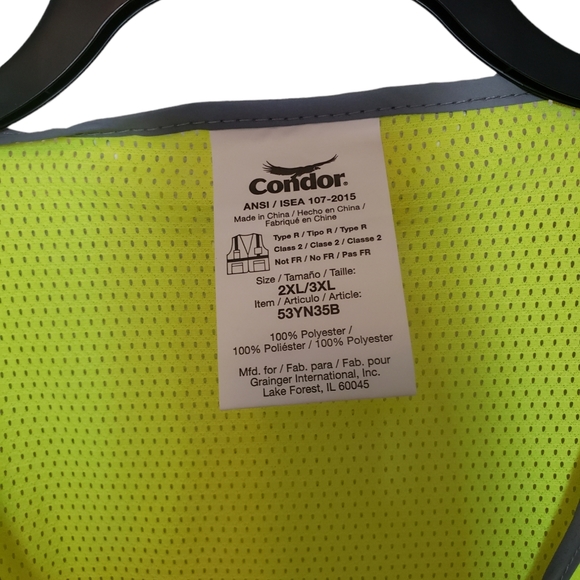 Condor®
ANSI / ISEA 107-2015
Made in China / Hecho en China /
Fabriqué en Chine
Type R / Tipo R / Type R
Class 2 / Clase 2 / Classe 2
Not FR / No FR / Pas FR
Size / Tamaño / Taille:
2XL/3XL
Item / Articulo / Article:
53YN35B
100% Polyester /
100% Poliéster / 100% Polyester
Mfd. for / Fab. para / Fab. pour
Grainger International, Inc.
Lake Forest, IL 60045